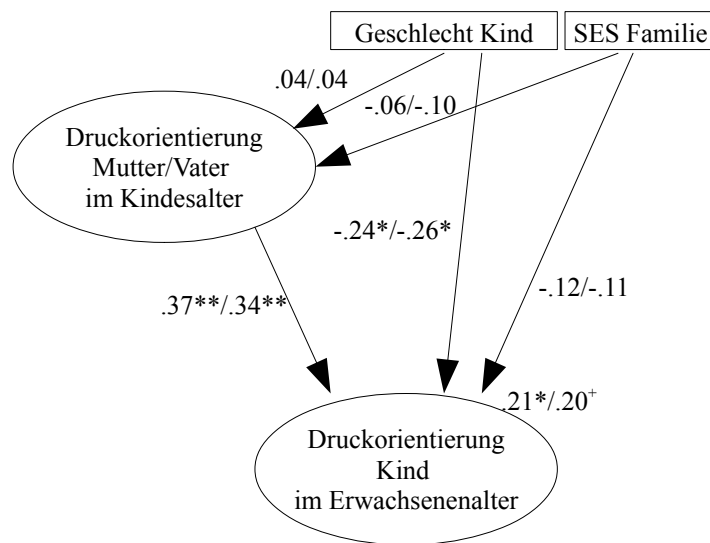 Geschlecht Kind
SES Familie
.04/.04
-.06/-.10
Druckorientierung
Mutter/Vater
im Kindesalter
-.24*/-.26*
-.12/-.11
.37**/.34**
.21*/.20⁺
Druckorientierung
Kind
im Erwachsenenalter